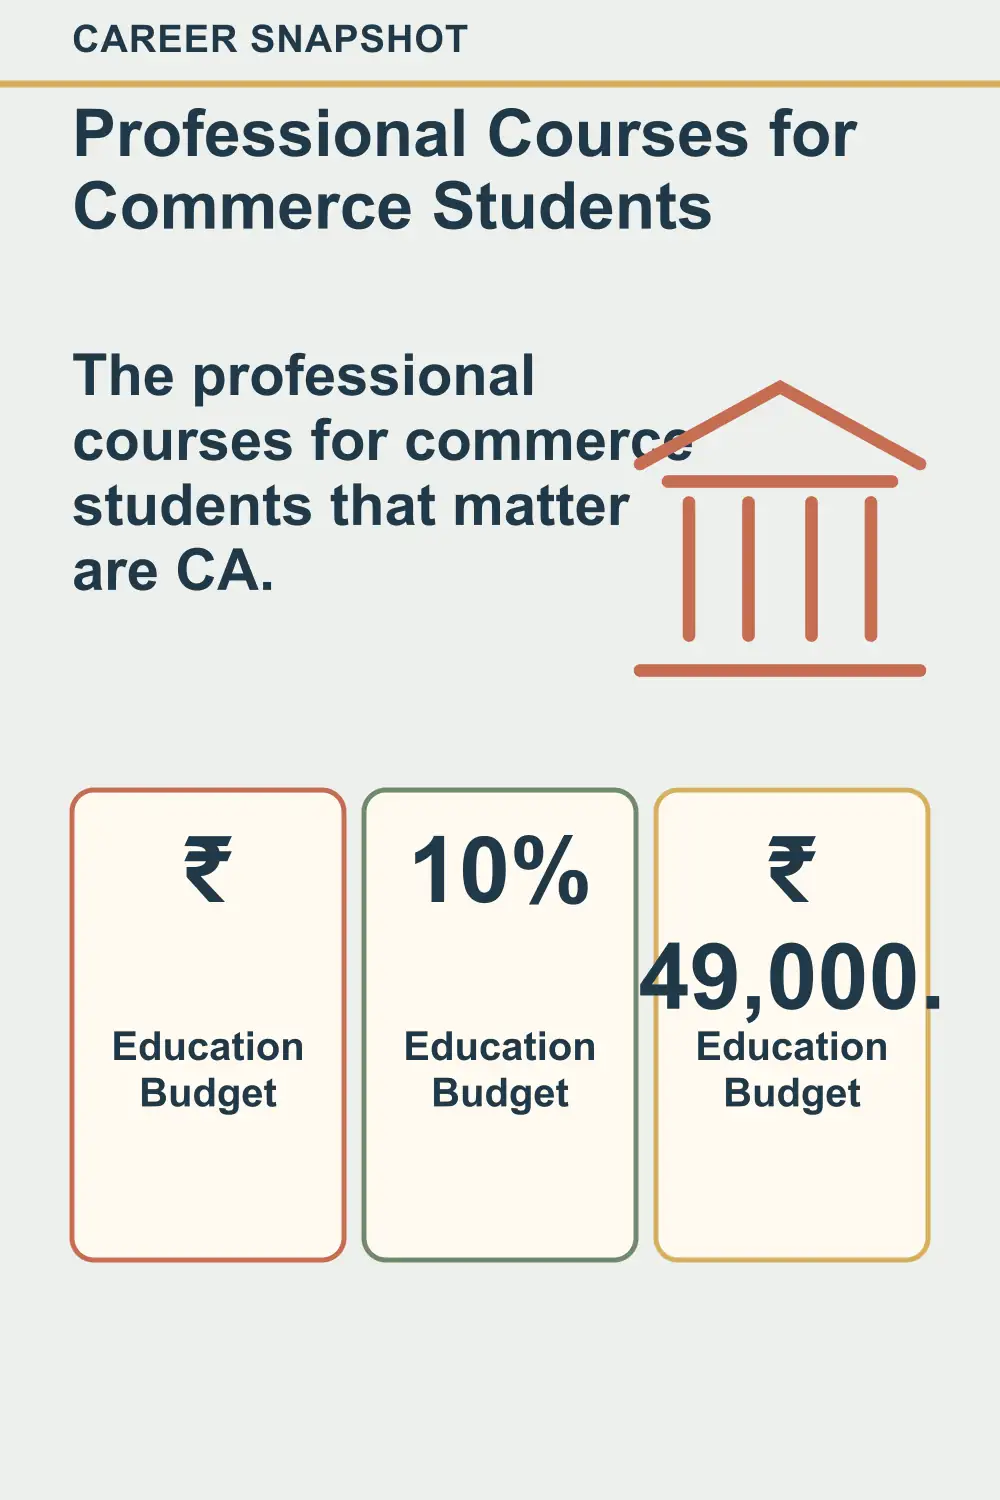 CAREER SNAPSHOT
Professional Courses for
Commerce Students
The professional
courses for commerce
students that matter
are CA.
₹
Education
Budget
10%
Education
Budget
₹
49,000.
Education
Budget